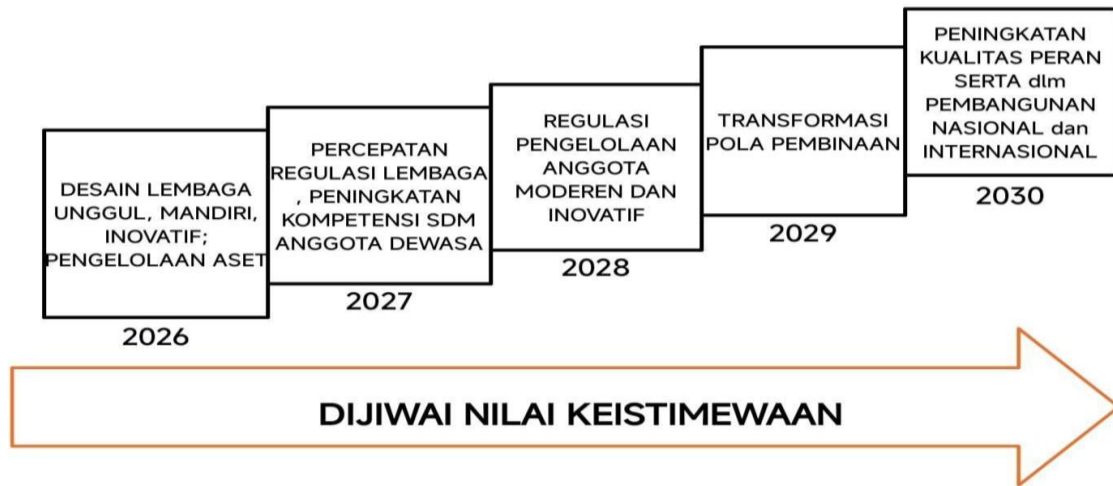 DESAIN LEMBAGA
UNGGUL, MANDIRI,
INOVATIF;
PENGELOLAAN ASET
2026
PERCEPATAN
REGULASI LEMBAGA
, PENINGKATAN
KOMPETENSI SDM
ANGGOTA DEWASA
2027
REGULASI
PENGELOLAAN
ANGGOTA
MODEREN DAN
INOVATIF
2028
TRANSFORMASI
POLA PEMBINAAN
2029
PENINGKATAN
KUALITAS PERAN
SERTA dlm
PEMBANGUNAN
NASIONAL dan
INTERNASIONAL
2030
DIJIWAI NILAI KEISTIMEWAAN